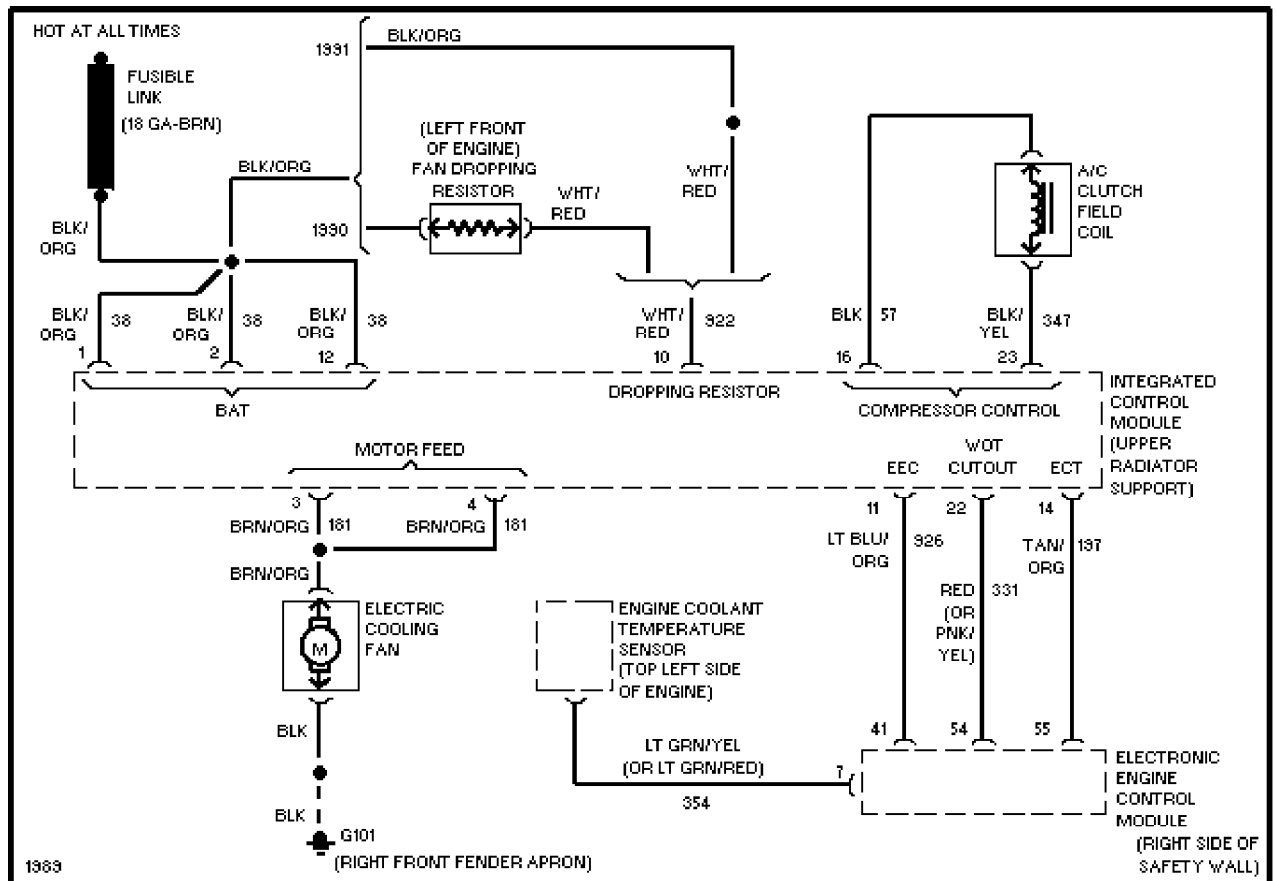 HOT AT ALL TIMES
FUSIBLE
LINK
(18 GA-BRN)
1991
BLK/ORG
BLK/ORG
(LEFT FRONT
OF ENGINE)
FAN DROPPING
RESISTOR
WHT/
RED
WHT/
RED
A/C
CLUTCH
FIELD
COIL
BLK/
ORG
1990
BLK/
ORG
38
BLK/
ORG
38
BLK/
ORG
38
WHT/
RED
922
BLK
57
BLK/
YEL
347
1
2
12
10
16
23
BAT
DROPPING RESISTOR
COMPRESSOR CONTROL
INTEGRATED
CONTROL
MODULE
(UPPER
RADIATOR
SUPPORT)
MOTOR FEED
EEC
WOT
CUTOUT
ECT
3
4
11
22
14
BRN/ORG
181
BRN/ORG
181
LT BLU/
ORG
926
RED
(OR
PNK/
YEL)
331
TAN/
ORG
197
BRN/ORG
ELECTRIC
COOLING
FAN
M
ENGINE COOLANT
TEMPERATURE
SENSOR
(TOP LEFT SIDE
OF ENGINE)
BLK
LT GRN/YEL
(OR LT GRN/RED)
354
7
41
54
55
ELECTRONIC
ENGINE
CONTROL
MODULE
(RIGHT SIDE OF
SAFETY WALL)
BLK
G101
(RIGHT FRONT FENDER APRON)
1989